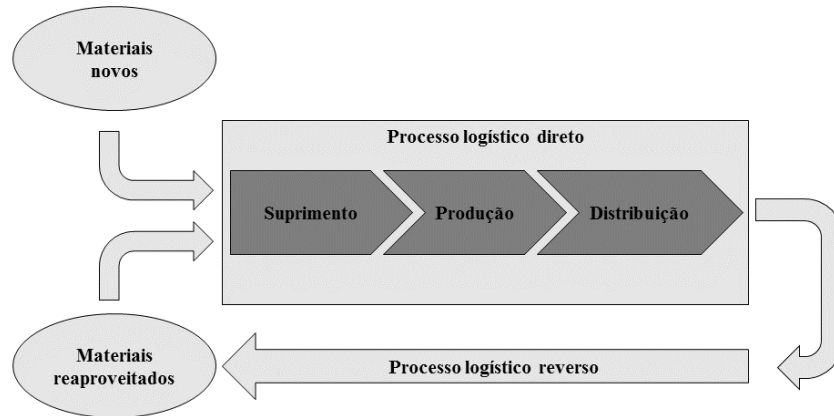 Materiais
novos
Processo logístico direto
Suprimento
Produção
Distribuição
Materiais
reaproveitados
Processo logístico reverso